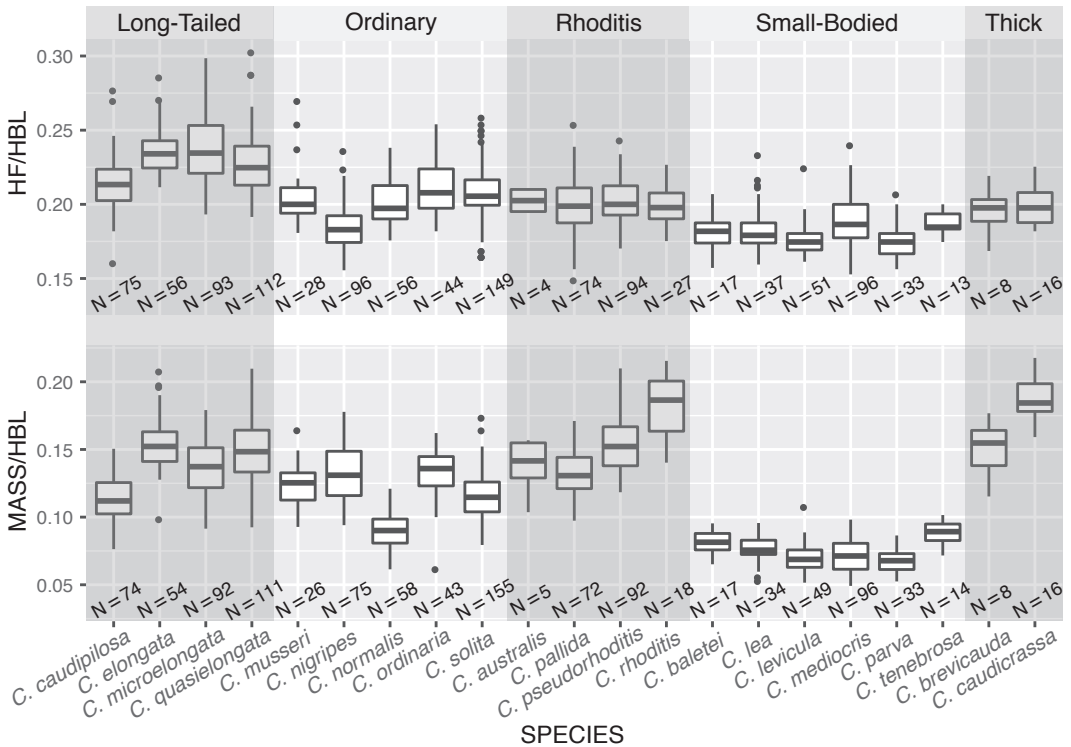 Long-Tailed Ordinary Rhoditis Small-Bodied Thick
HF/HBL
0.30
0.25
0.20
0.15
N = 75 N = 56 N = 93 N = 112 N = 28 N = 96 N = 56 N = 44 N = 149 N = 4 N = 74 N = 94 N = 27 N = 17 N = 37 N = 51 N = 96 N = 33 N = 13 N = 8 N = 16
MASS/HBL
0.20
0.15
0.10
0.05
N = 74 N = 54 N = 92 N = 111 N = 26 N = 75 N = 58 N = 43 N = 155 N = 5 N = 72 N = 92 N = 18 N = 17 N = 34 N = 49 N = 96 N = 33 N = 14 N = 8 N = 16
C. caudipilosa
C. elongata
C. microelongata
C. quasielongata
C. musseri
C. nigripes
C. normalis
C. ordinaria
C. solita
C. australis
C. pallida
C. pseudorhoditis
C. rhoditis
C. baletei
C. lea
C. levicula
C. mediocris
C. parva
C. tenebrosa
C. brevicauda
C. caudicrassa
SPECIES